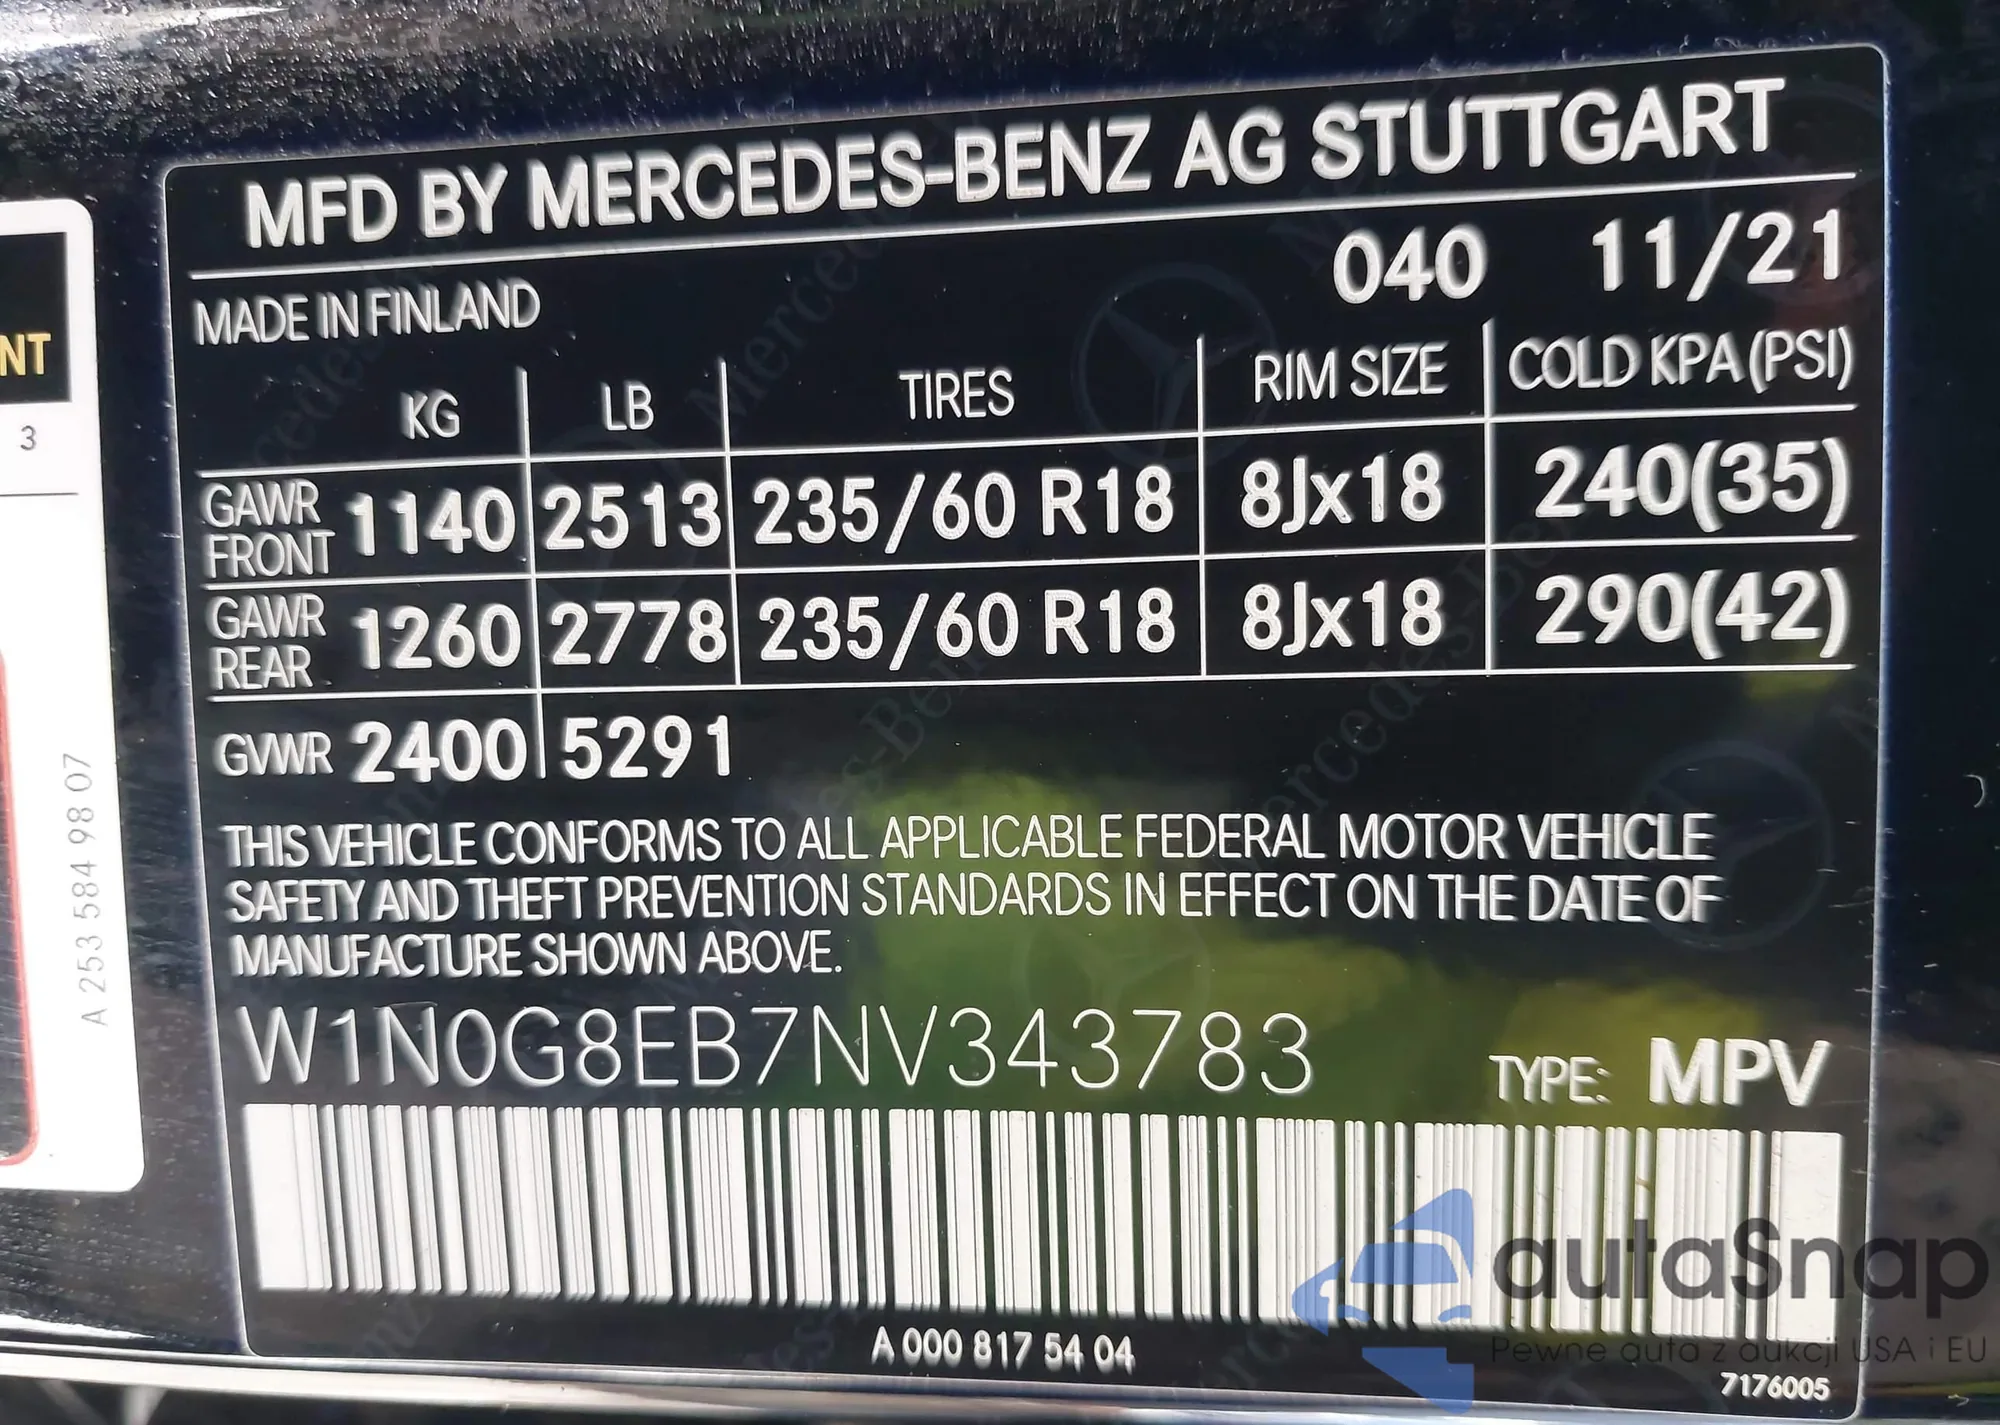 MFD BY MERCEDES-BENZ AG STUTTGART
MADE IN FINLAND 040 11/21
KG LB TIRES RIM SIZE COLD KPA (PSI)
GAWR FRONT 1140 2513 235/60 R18 8Jx18 240(35)
GAWR REAR 1260 2778 235/60 R18 8Jx18 290(42)
GVWR 2400 5291
THIS VEHICLE CONFORMS TO ALL APPLICABLE FEDERAL MOTOR VEHICLE
SAFETY AND THEFT PREVENTION STANDARDS IN EFFECT ON THE DATE OF
MANUFACTURE SHOWN ABOVE.
W1N0G8EB7NV343783 TYPE: MPV
A 000 817 54 04
7176005
NT
3
A 253 584 98 07
autaSnap
Pewne auta z aukcji USA i EU